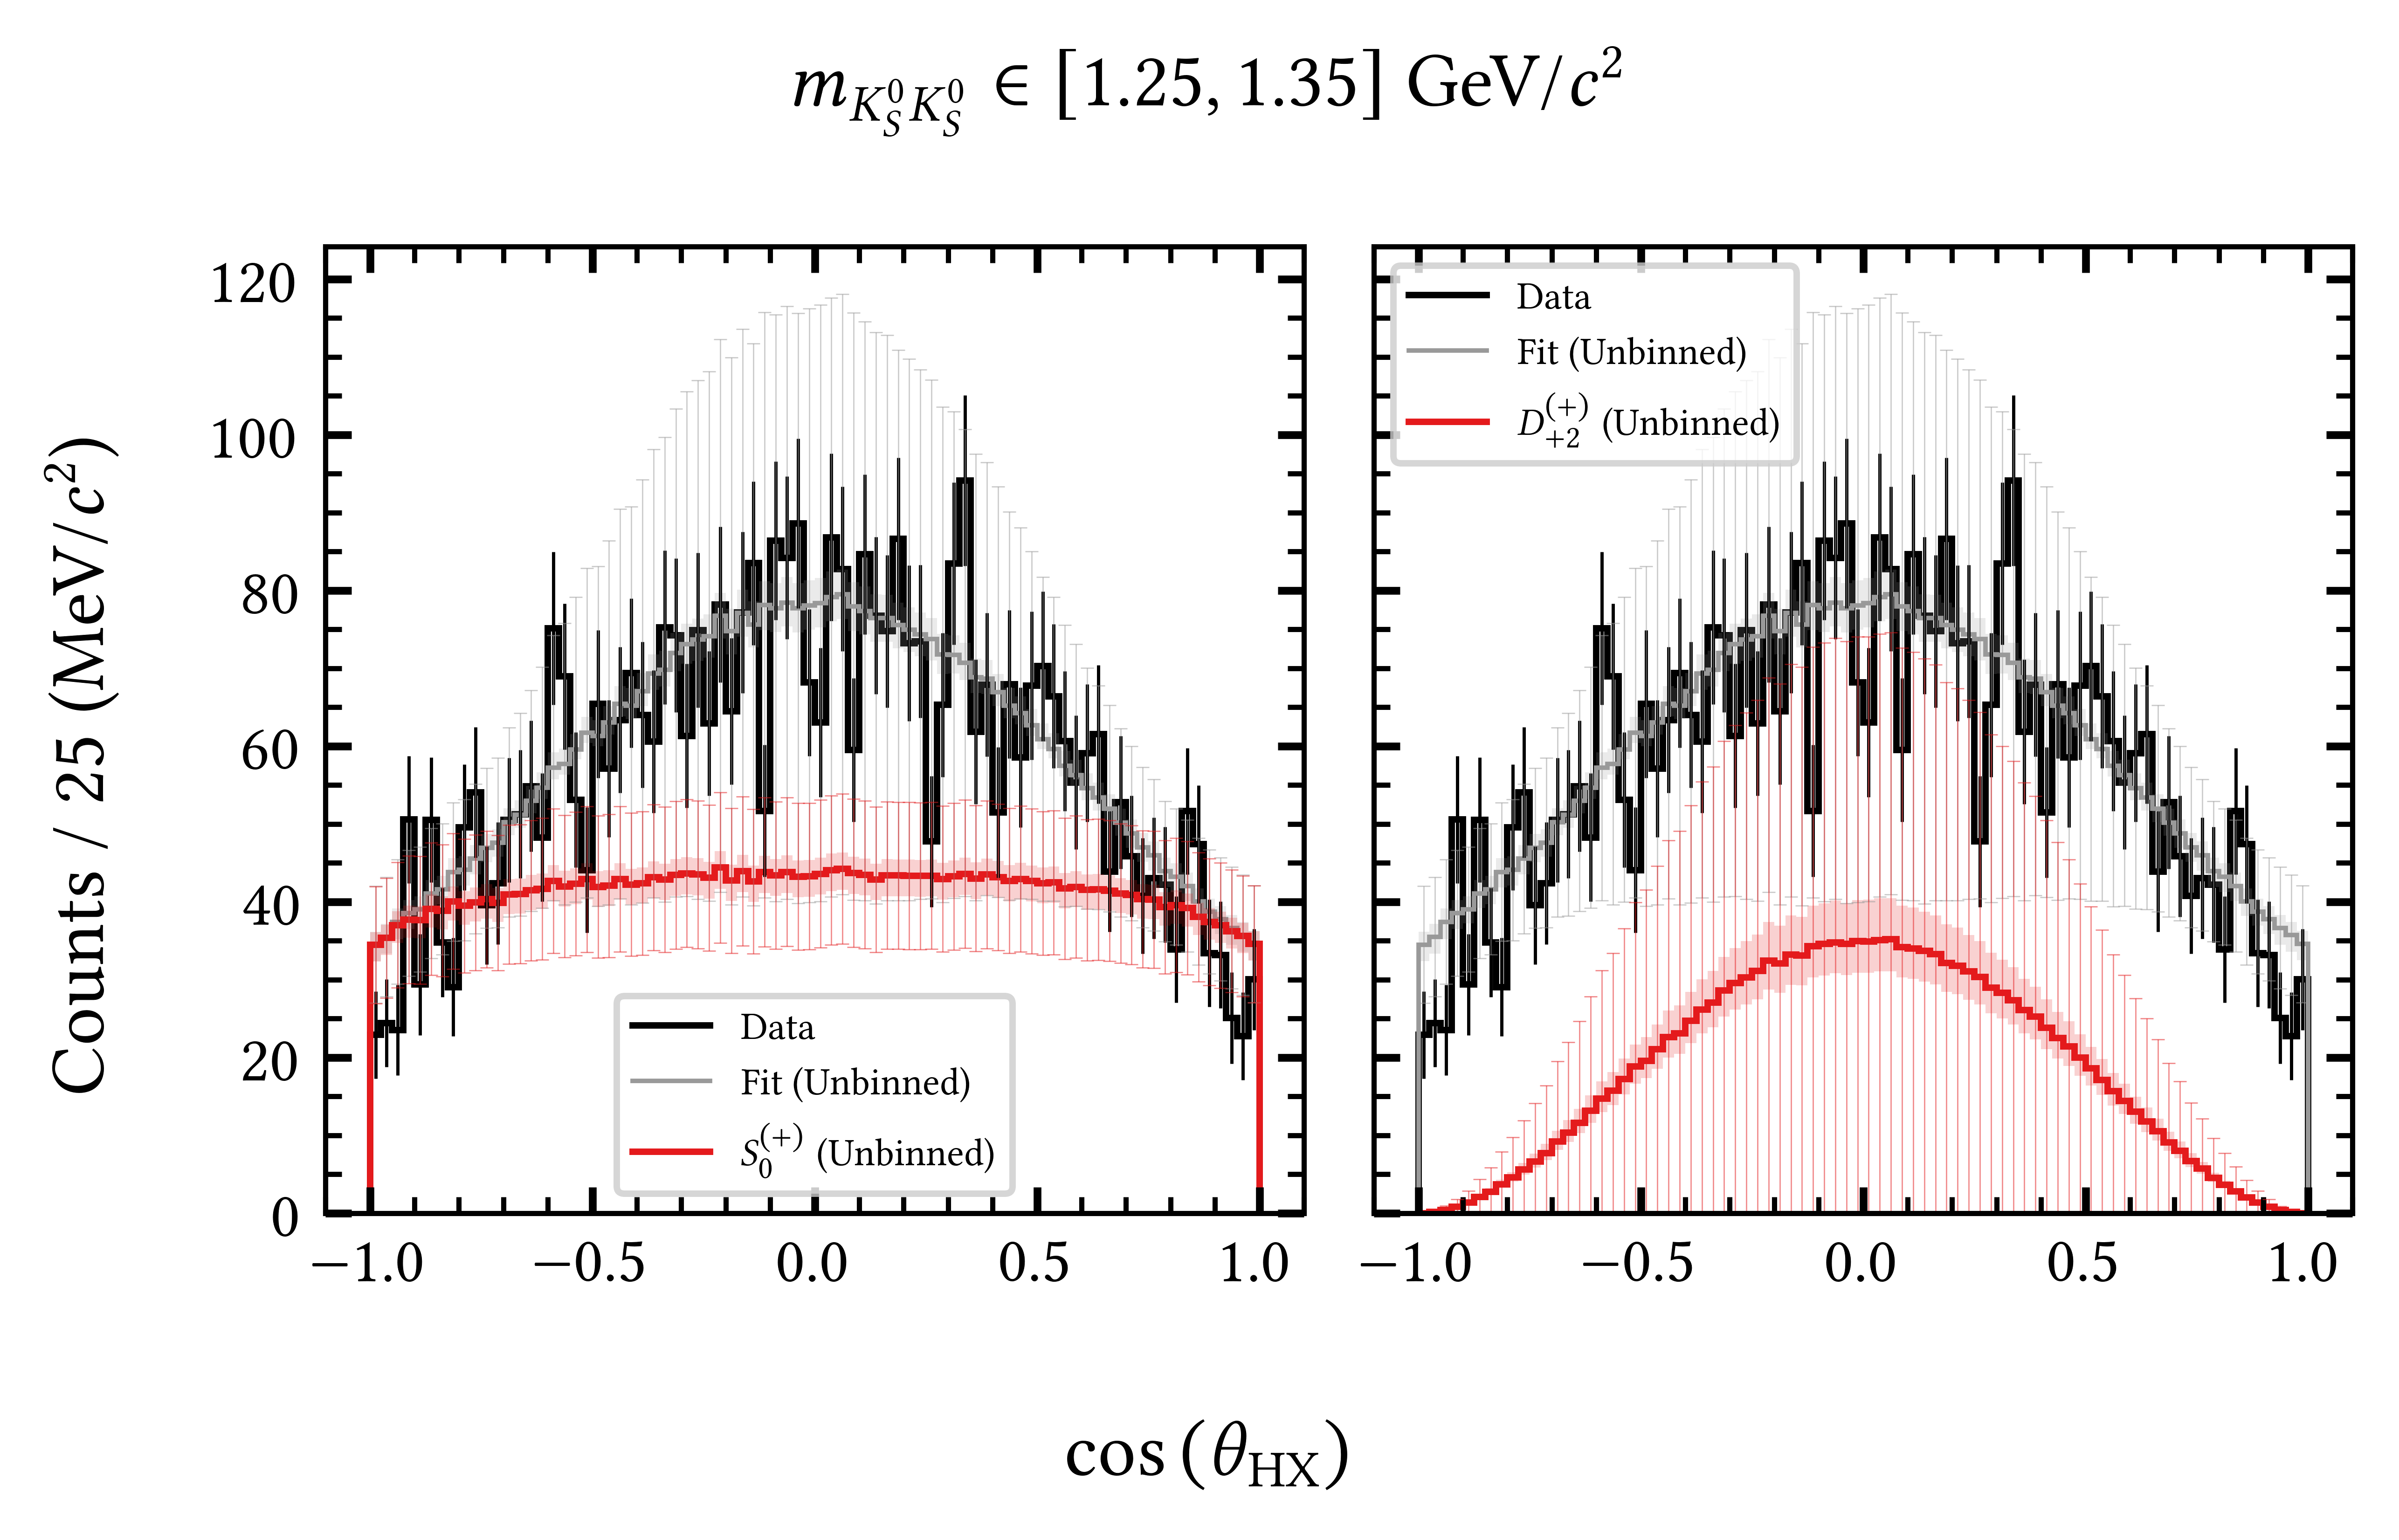 m_{K_S^0 K_S^0} ∈ [1.25, 1.35] GeV/c²
Counts / 25 (MeV/c²)
120
100
80
60
40
20
0
Data
Fit (Unbinned)
S_0^{(+)} (Unbinned)
−1.0 −0.5 0.0 0.5 1.0
Data
Fit (Unbinned)
D_{+2}^{(+)} (Unbinned)
−1.0 −0.5 0.0 0.5 1.0
cos (θ_{HX})